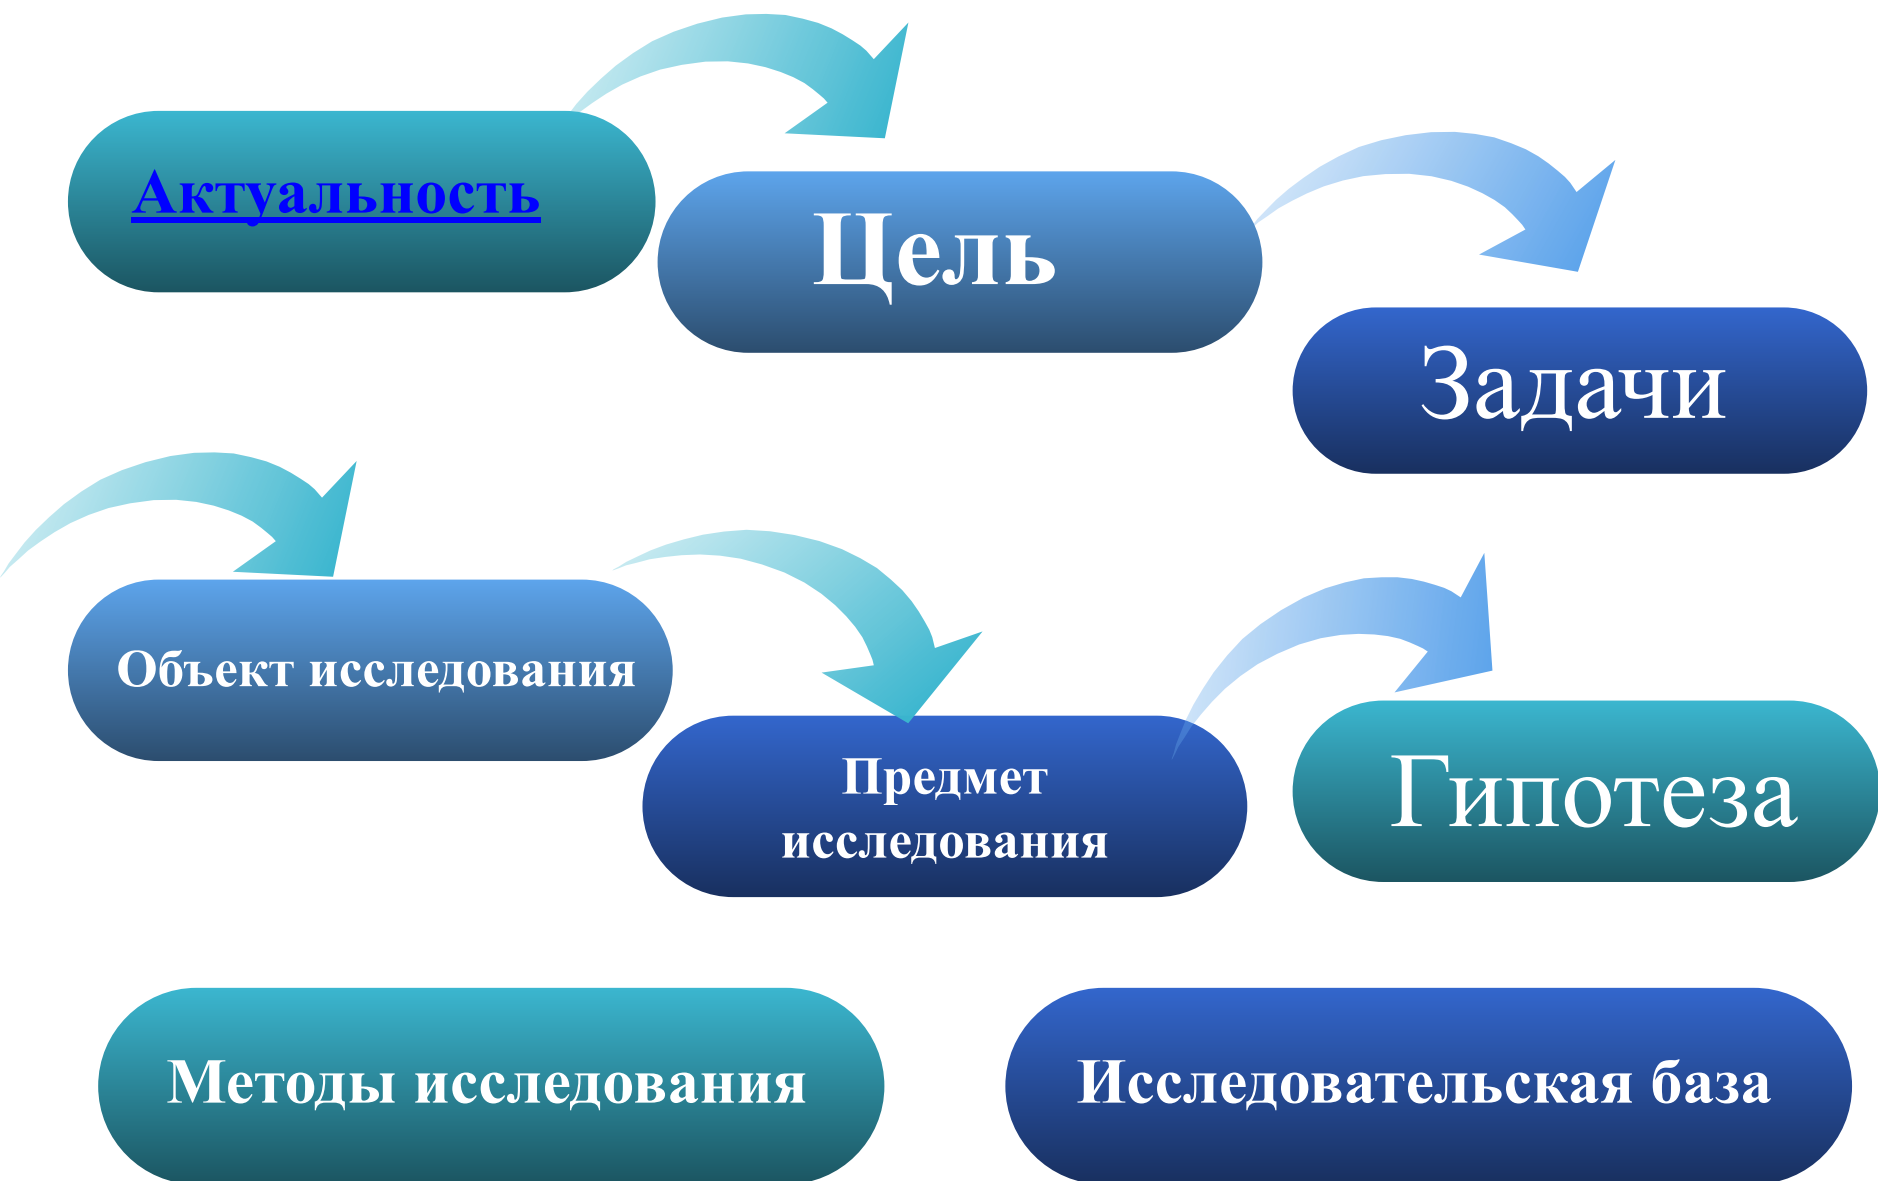 Актуальность
Цель
Задачи
Объект исследования
Предмет
исследования
Гипотеза
Методы исследования
Исследовательская база